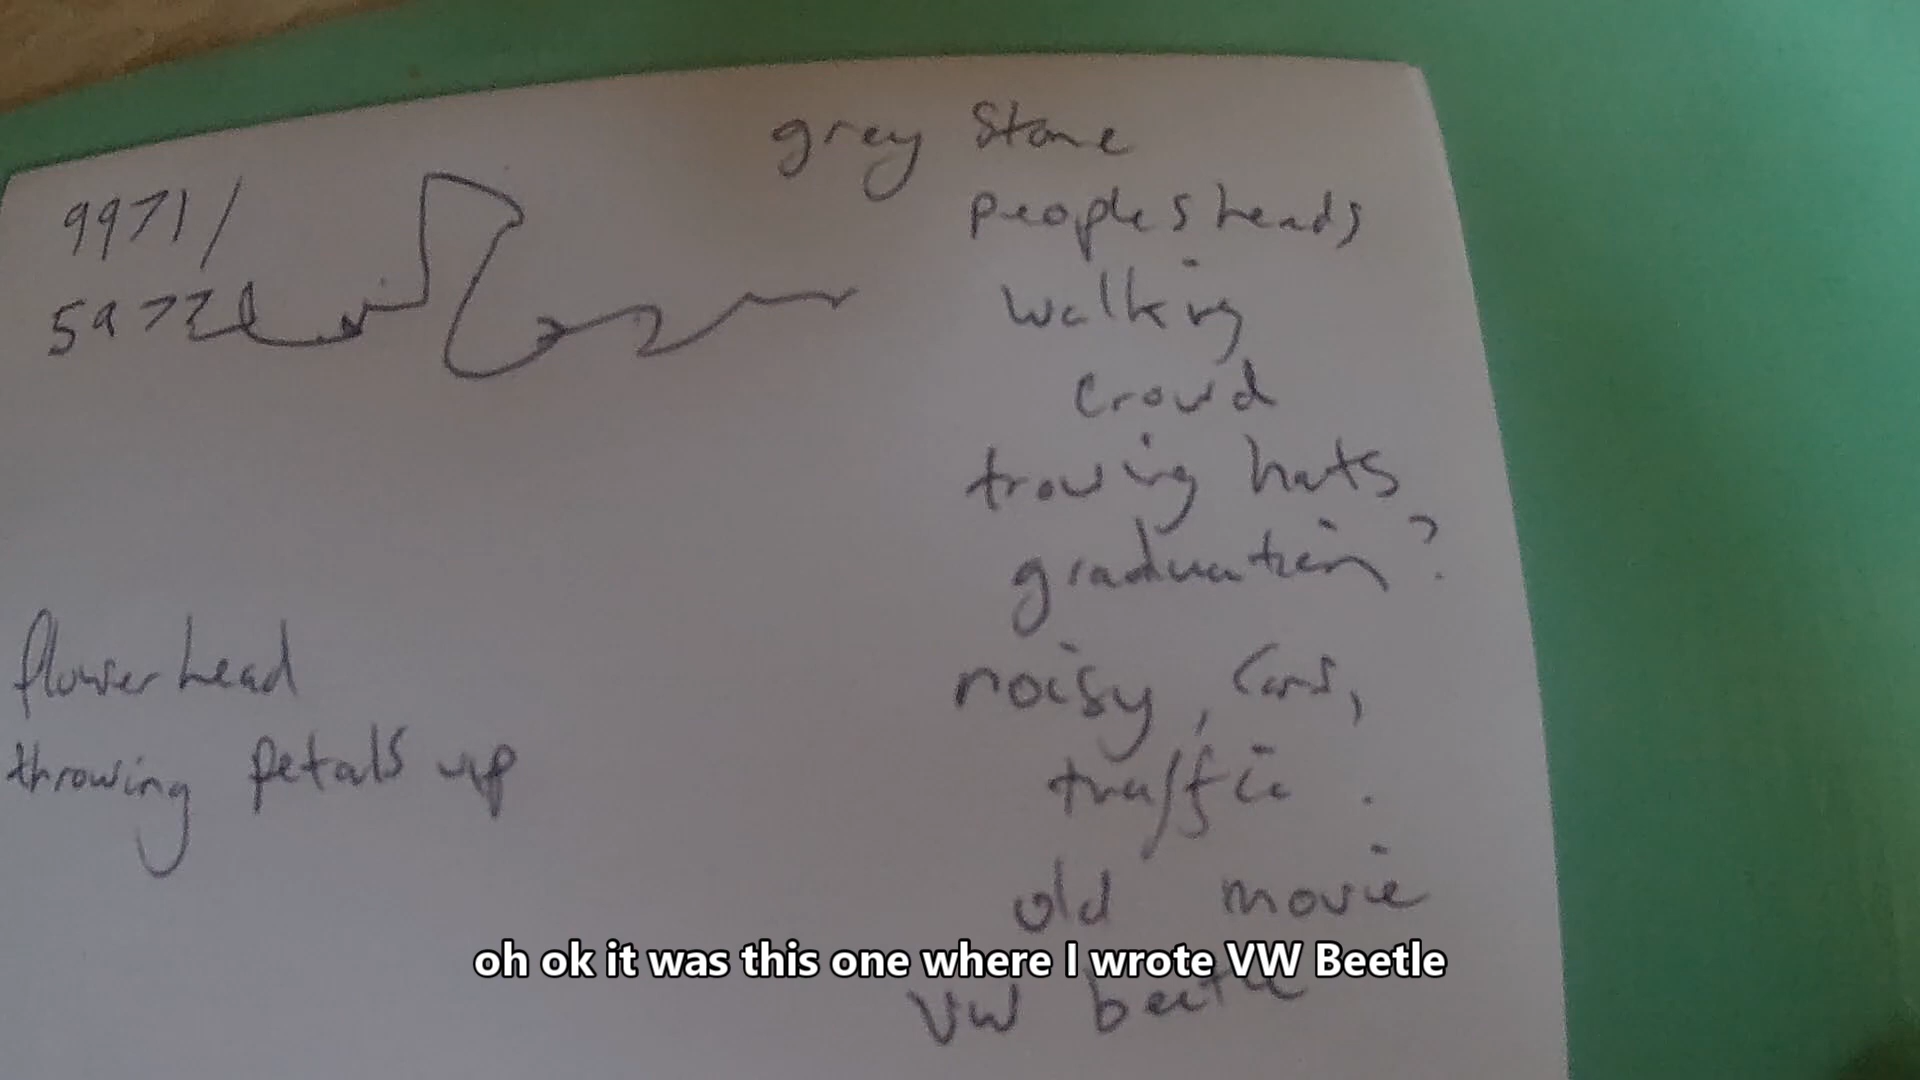 grey stone
9971/
5972
peoples heads
walking
crowd
trowing hats
graduation?
flower head
noisy, cars,
throwing petals up
traffic.
old movie
oh ok it was this one where I wrote VW Beetle
VW beetle